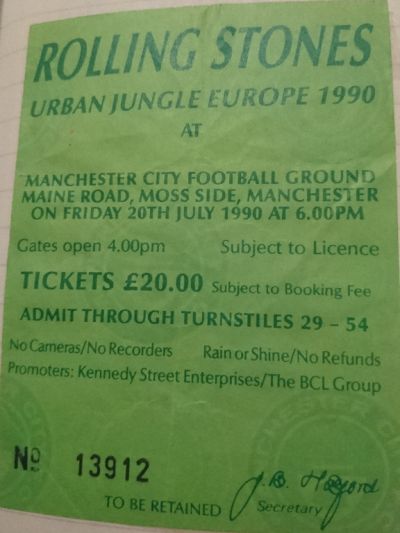 ROLLING STONES
URBAN JUNGLE EUROPE 1990
AT
MANCHESTER CITY FOOTBALL GROUND
MAINE ROAD, MOSS SIDE, MANCHESTER
ON FRIDAY 20TH JULY 1990 AT 6.00PM
Gates open 4.00pm Subject to Licence
TICKETS £20.00 Subject to Booking Fee
ADMIT THROUGH TURNSTILES 29 – 54
No Cameras/No Recorders Rain or Shine/No Refunds
Promoters: Kennedy Street Enterprises/The BCL Group
Nº 13912
TO BE RETAINED Secretary